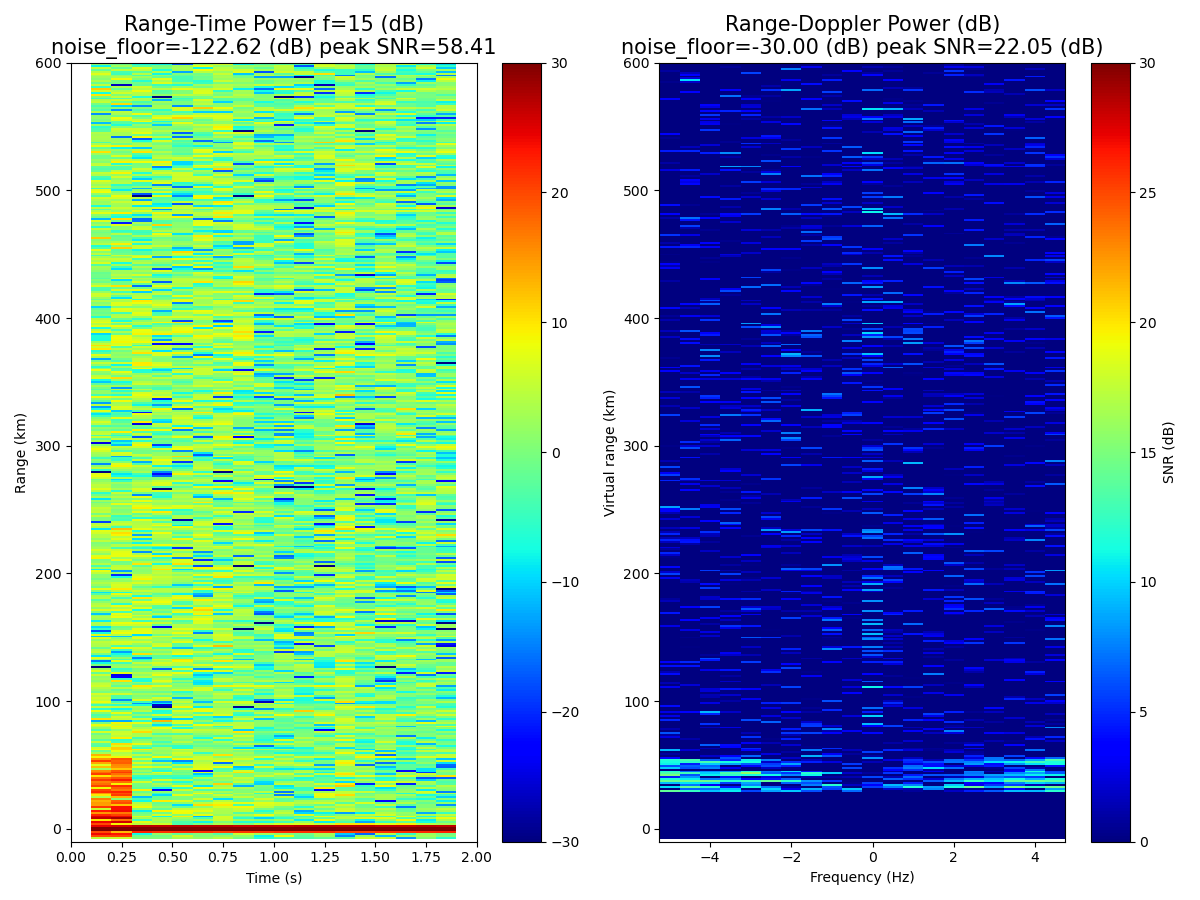 Range-Time Power f=15 (dB)
noise_floor=-122.62 (dB) peak SNR=58.41
Range (km)
600
500
400
300
200
100
0
0.00 0.25 0.50 0.75 1.00 1.25 1.50 1.75 2.00
Time (s)
30
20
10
0
−10
−20
−30
Range-Doppler Power (dB)
noise_floor=-30.00 (dB) peak SNR=22.05 (dB)
Virtual range (km)
600
500
400
300
200
100
0
−4 −2 0 2 4
Frequency (Hz)
30
25
20
15
10
5
0
SNR (dB)